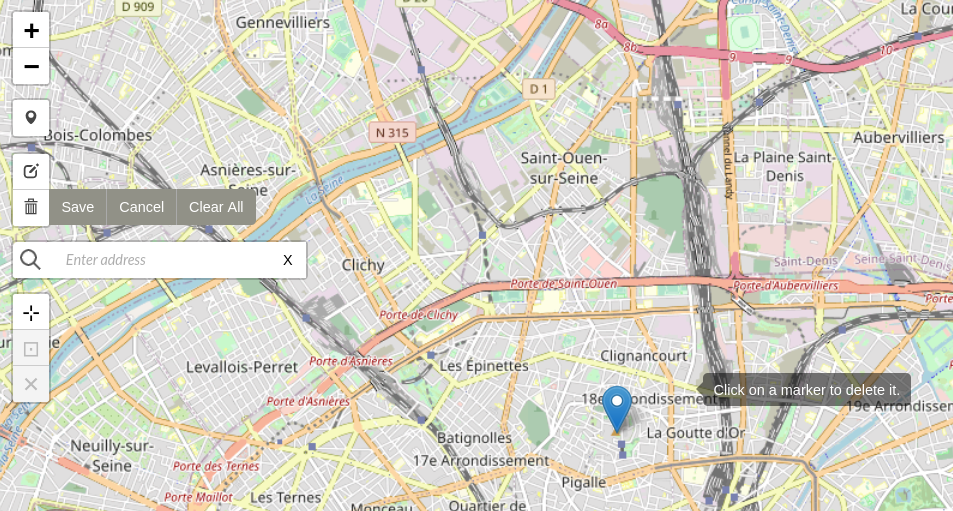 D 909
D 20
Gennevilliers
8a
8b
9
9
10
La Cour
D 1
N 315
Bois-Colombes
Asnières-sur-
Seine
La Seine
Saint-Ouen-
sur-Seine
Canal Saint-Denis
Tunnel du Landy
La Plaine Saint-
Denis
Aubervilliers
+
−
Save
Cancel
Clear All
Enter address
X
Clichy
Saint-Denis
Seine-Saint-Denis
Porte de Saint-Ouen
Porte d'Aubervilliers
Porte
Porte de Clichy
Levallois-Perret
Porte d'Asnières
Porte d'Asnières
Les Épinettes
Clignancourt
Click on a marker to delete it.
18e Arrondissement
19e Arrondissemen
La Goutte d'Or
Neuilly-sur-
Seine
Porte des Ternes
Batignolles
17e Arrondissement
Pigalle
Porte Maillot
Les Ternes
Monceau
Quartier de